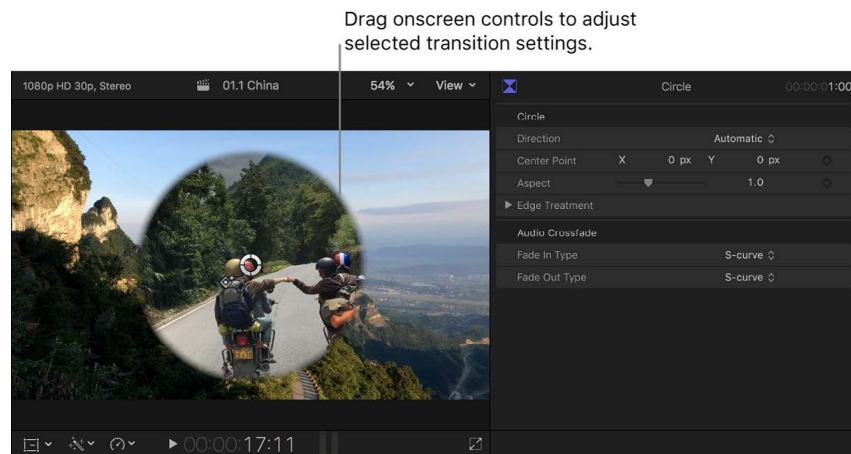 Drag onscreen controls to adjust
selected transition settings.
1080p HD 30p, Stereo 01.1 China 54% View Circle 00:00:01:00
Circle
Direction Automatic
Center Point X 0 px Y 0 px
Aspect 1.0
Edge Treatment
Audio Crossfade
Fade In Type S-curve
Fade Out Type S-curve
00:00:17:11